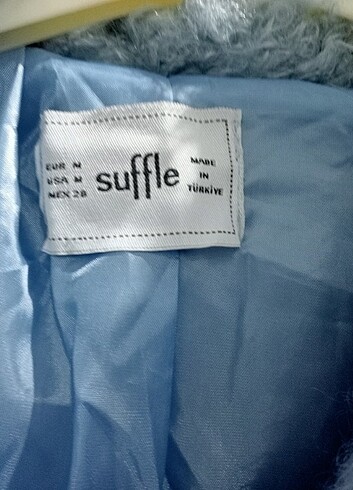 EUR M
USA M
MEX 28
suffle
MADE
IN
TÜRKİYE